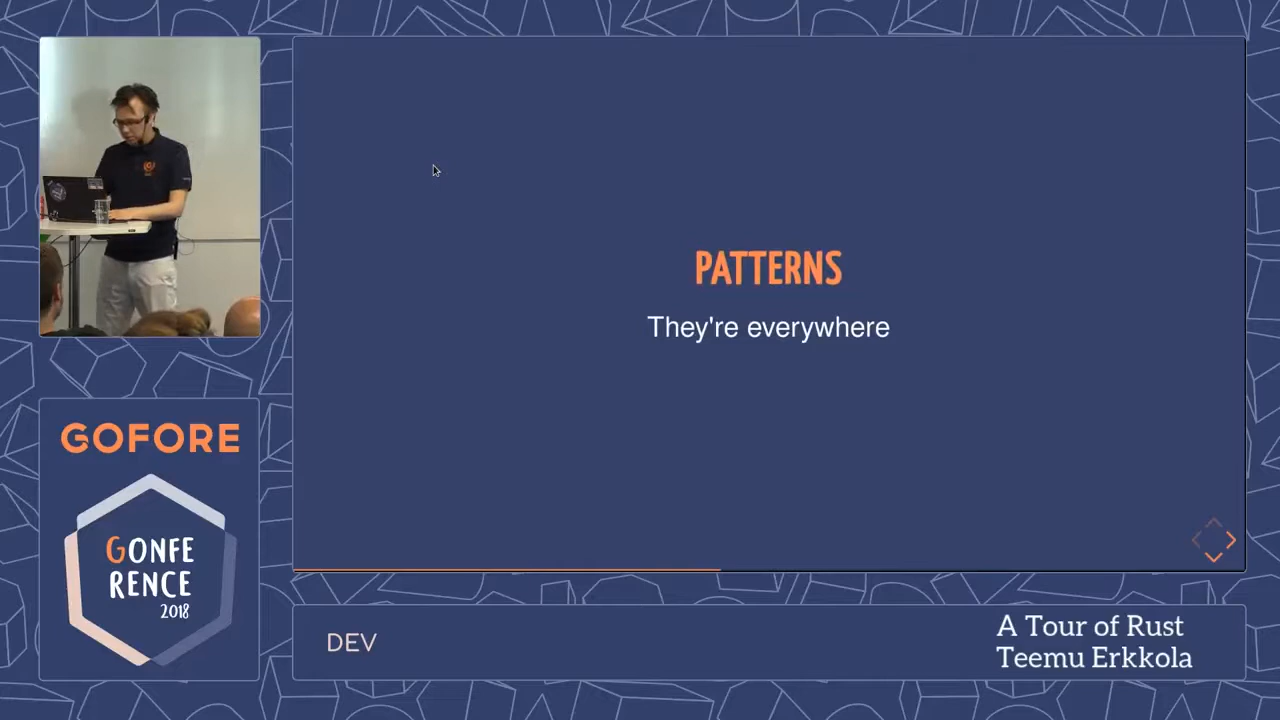 PATTERNS
They're everywhere
GOFORE
GONFE
RENCE
2018
DEV
A Tour of Rust
Teemu Erkkola